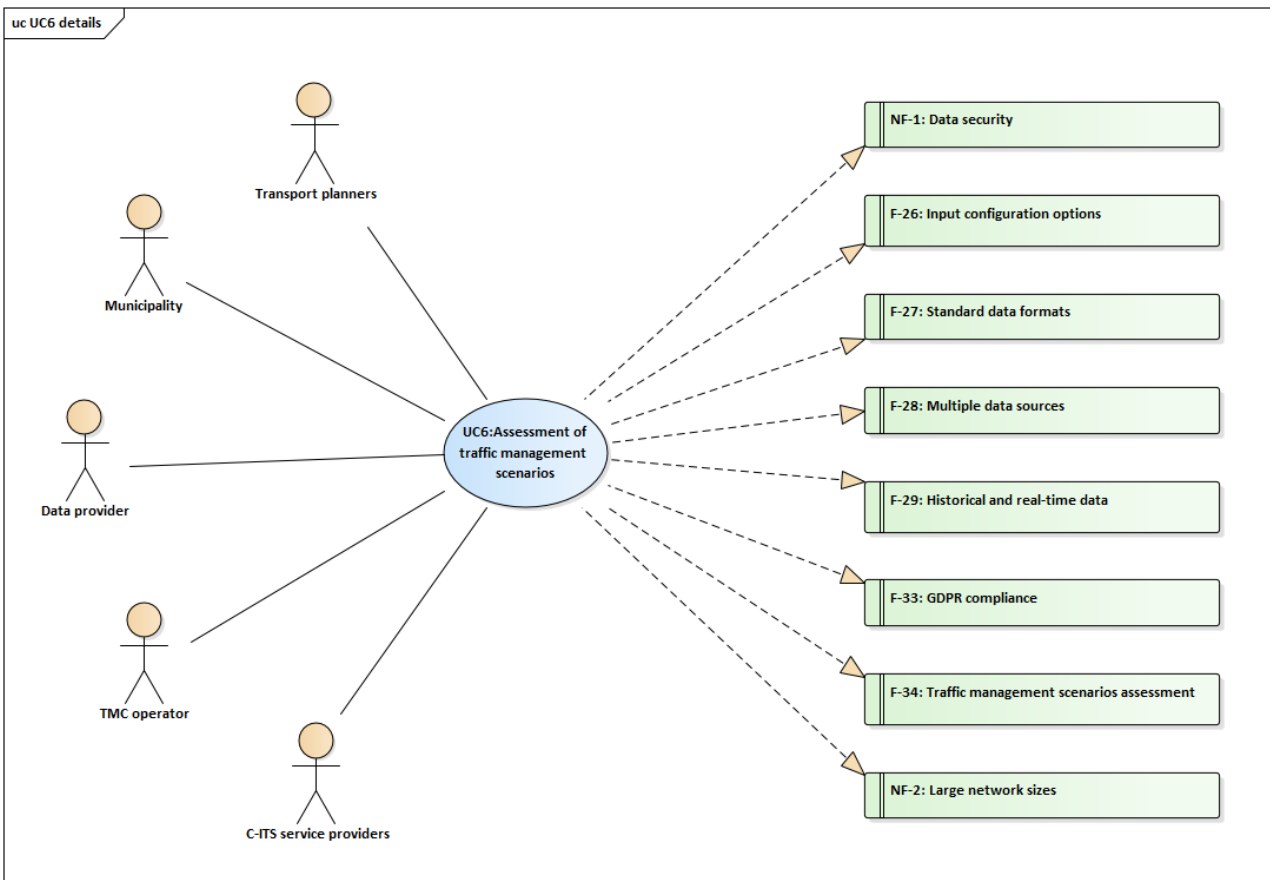 uc UC6 details
Transport planners
Municipality
Data provider
TMC operator
C-ITS service providers
UC6:Assessment of
traffic management
scenarios
NF-1: Data security
F-26: Input configuration options
F-27: Standard data formats
F-28: Multiple data sources
F-29: Historical and real-time data
F-33: GDPR compliance
F-34: Traffic management scenarios assessment
NF-2: Large network sizes